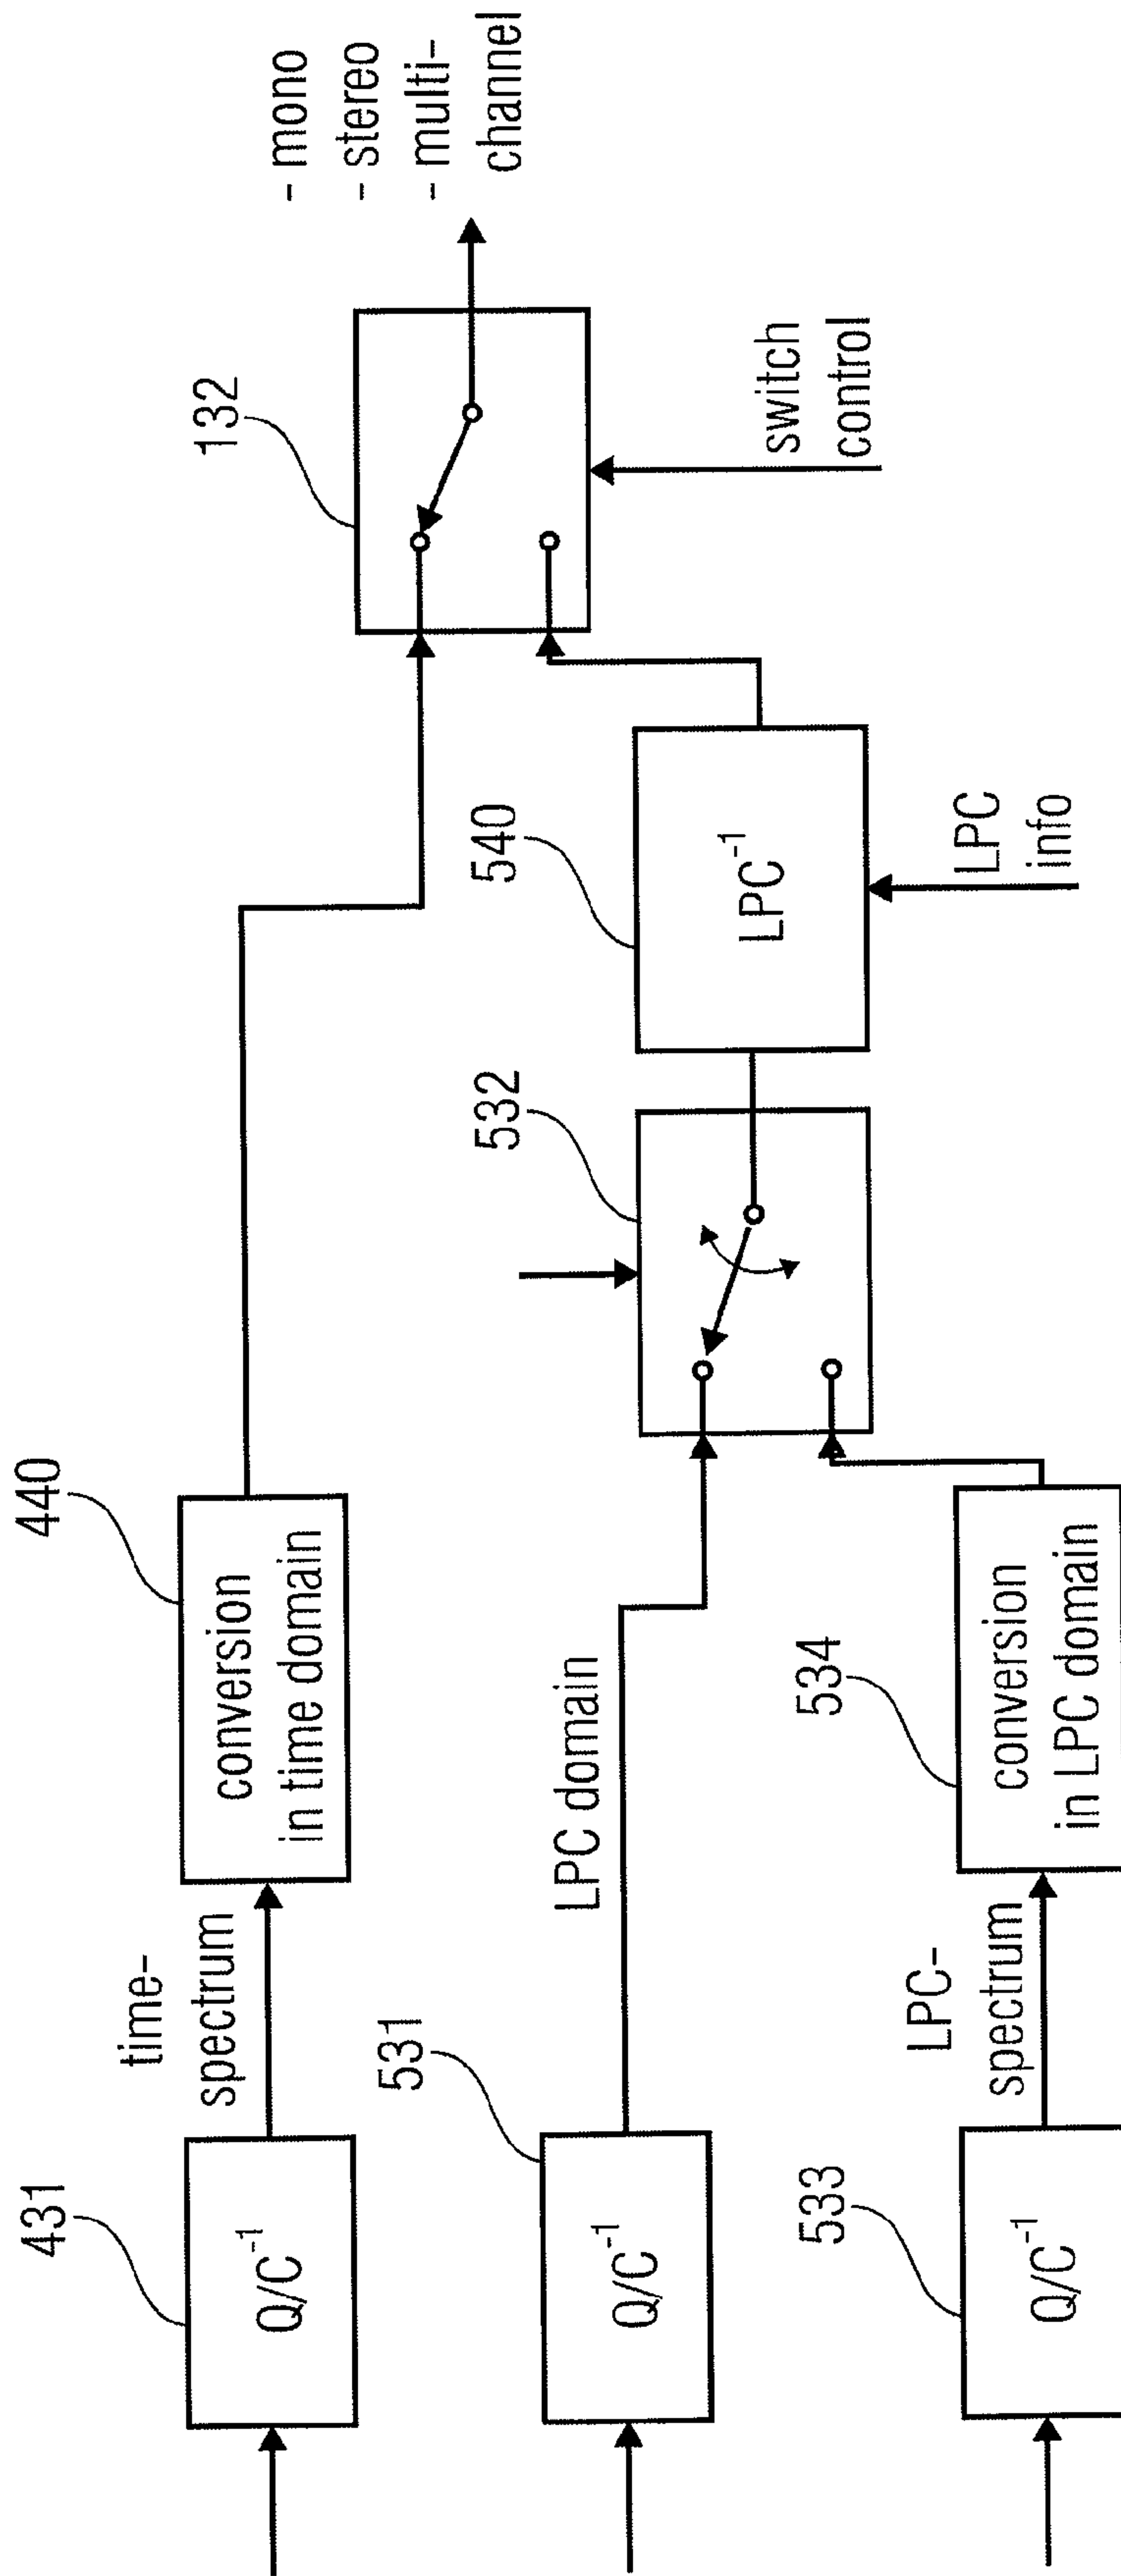 431
Q/C⁻¹
time-
spectrum
440
conversion
in time domain
132
- mono
- stereo
- multi-
channel
switch
control
531
Q/C⁻¹
LPC domain
532
540
LPC⁻¹
LPC
info
533
Q/C⁻¹
LPC-
spectrum
534
conversion
in LPC domain